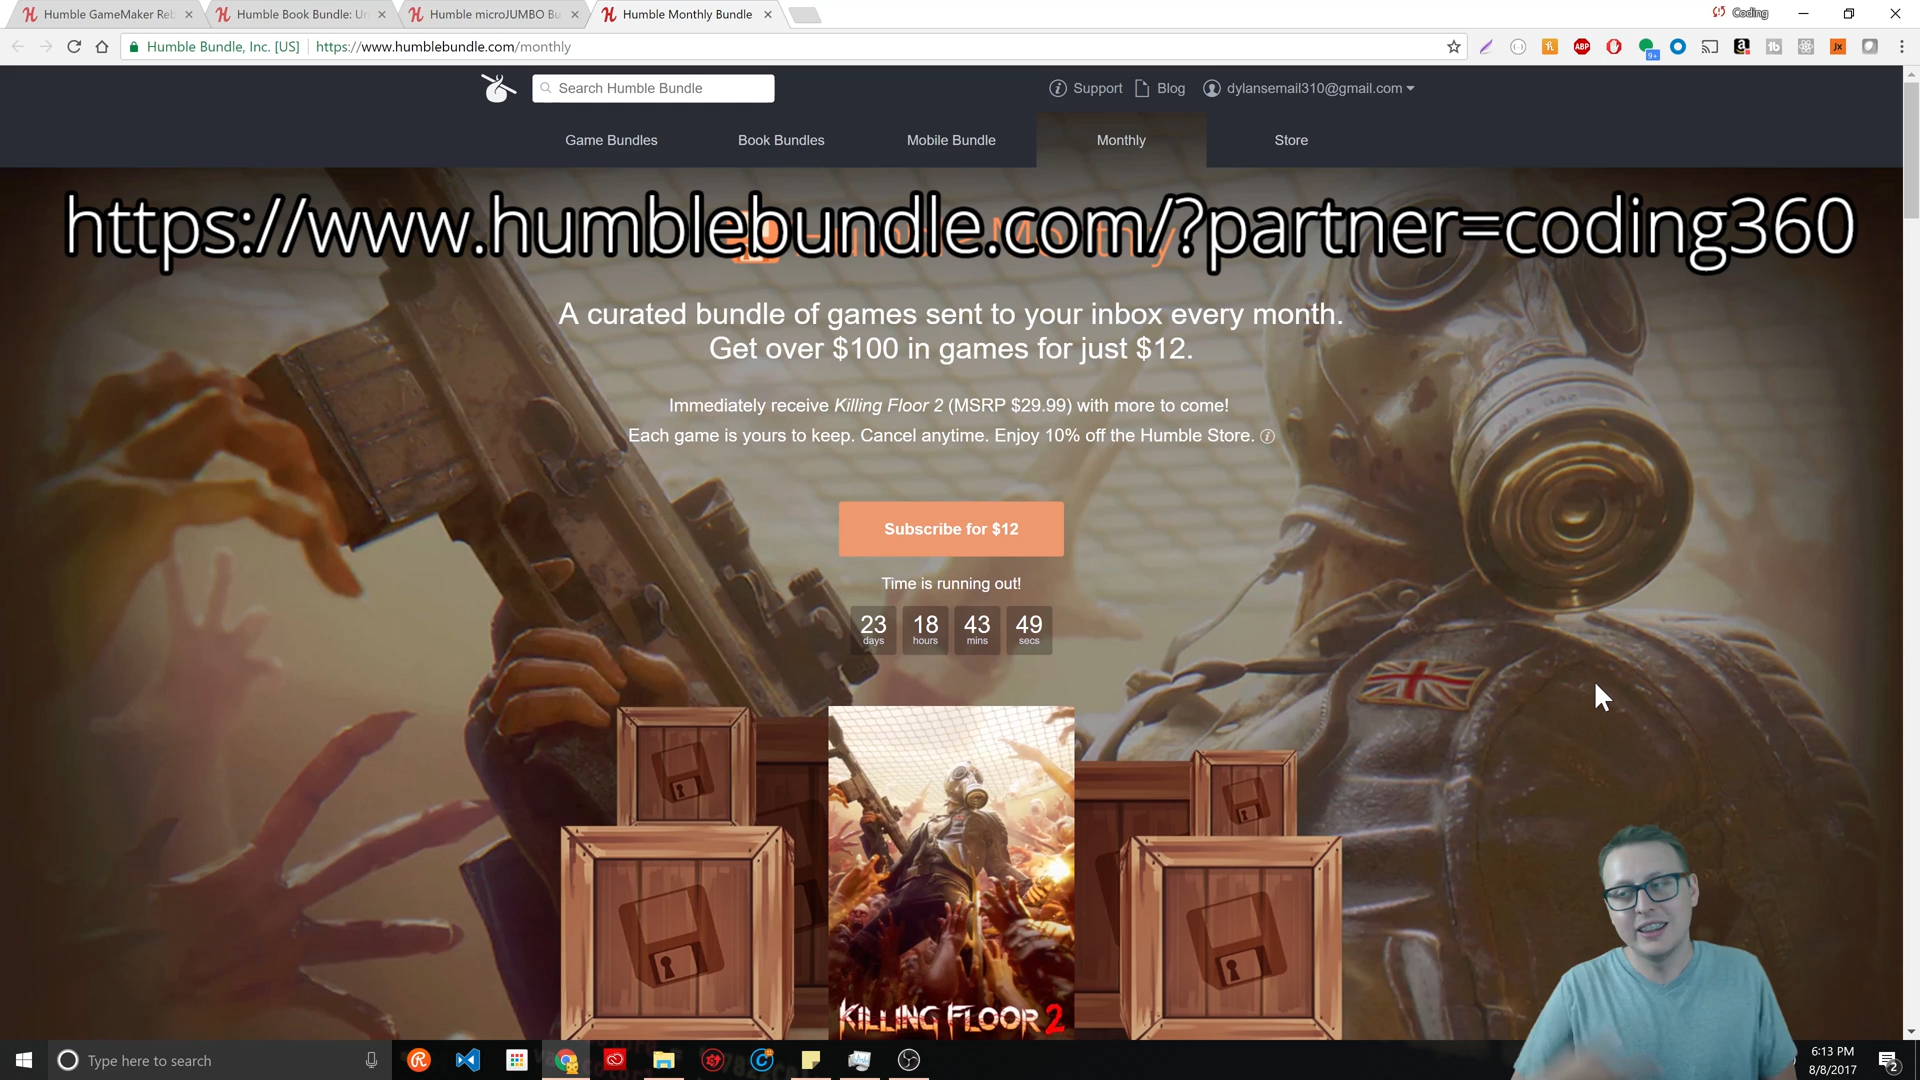 Humble GameMaker Reb
Humble Book Bundle: Un
Humble microJUMBO Bu
Humble Monthly Bundle
Coding
Humble Bundle, Inc. [US]
https://www.humblebundle.com/monthly
Search Humble Bundle
Support
Blog
dylansemail310@gmail.com
Game Bundles
Book Bundles
Mobile Bundle
Monthly
Store
https://www.humblebundle.com/?partner=coding360
A curated bundle of games sent to your inbox every month.
Get over $100 in games for just $12.
Immediately receive Killing Floor 2 (MSRP $29.99) with more to come!
Each game is yours to keep. Cancel anytime. Enjoy 10% off the Humble Store.
Subscribe for $12
Time is running out!
23 18 43 49
days hours mins secs
KILLING FLOOR 2
Type here to search
6:13 PM
8/8/2017
2